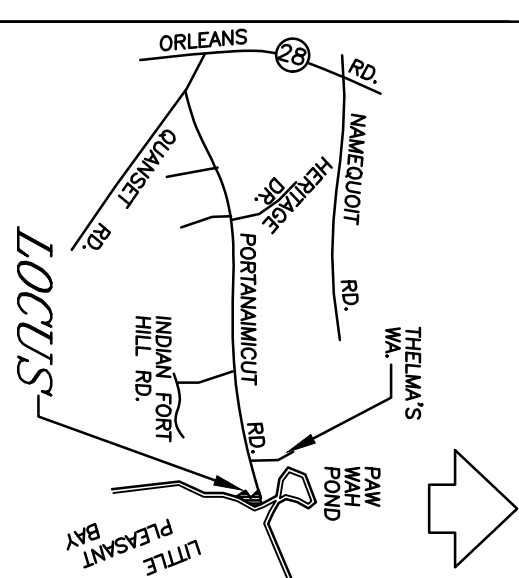 ORLEANS
28
RD.
NAMEQUOIT
RD.
QUANSET
RD.
HERITAGE
DR.
PORTANAIMICUT
RD.
INDIAN FORT
HILL RD.
THELMA'S
WA.
PAW
WAH
POND
LOCUS
LITTLE
PLEASANT
BAY